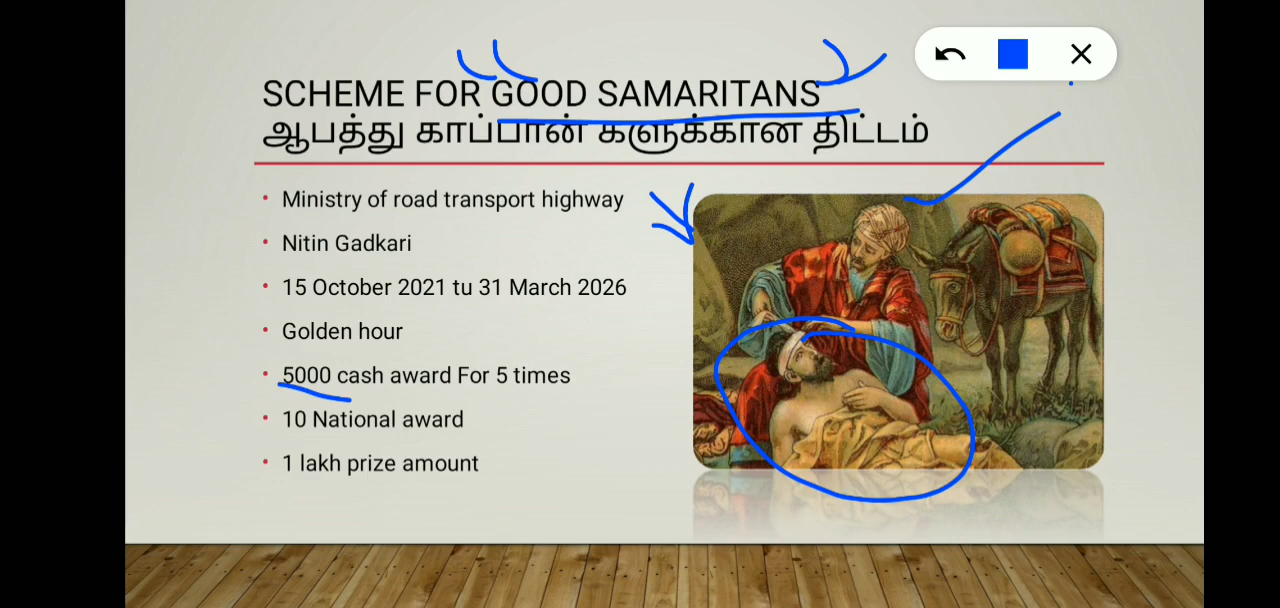 SCHEME FOR GOOD SAMARITANS
ஆபத்து காப்பான் களுக்கான திட்டம்
• Ministry of road transport highway
• Nitin Gadkari
• 15 October 2021 tu 31 March 2026
• Golden hour
• 5000 cash award For 5 times
• 10 National award
• 1 lakh prize amount